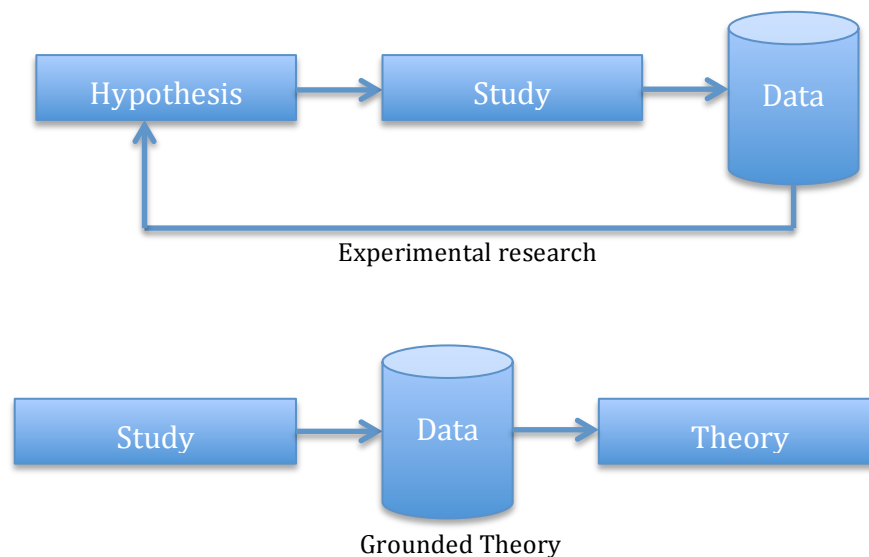 Hypothesis
Study
Data
Experimental research
Study
Data
Theory
Grounded Theory